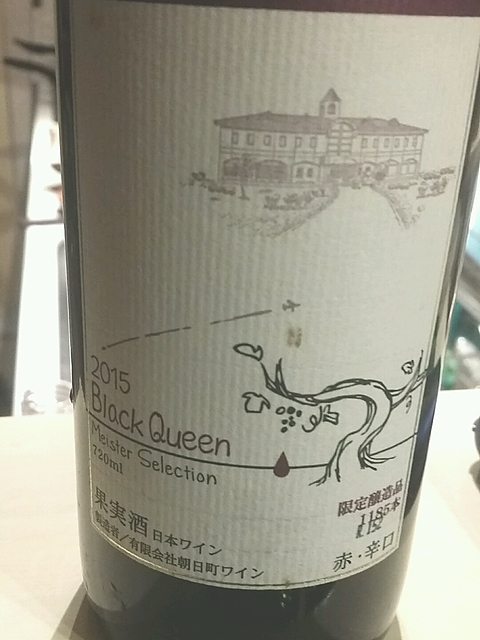 2015
Black Queen
Meister Selection
720ml
限定醸造品
1185本
果実酒 日本ワイン
製造者／有限会社朝日町ワイン
赤・辛口